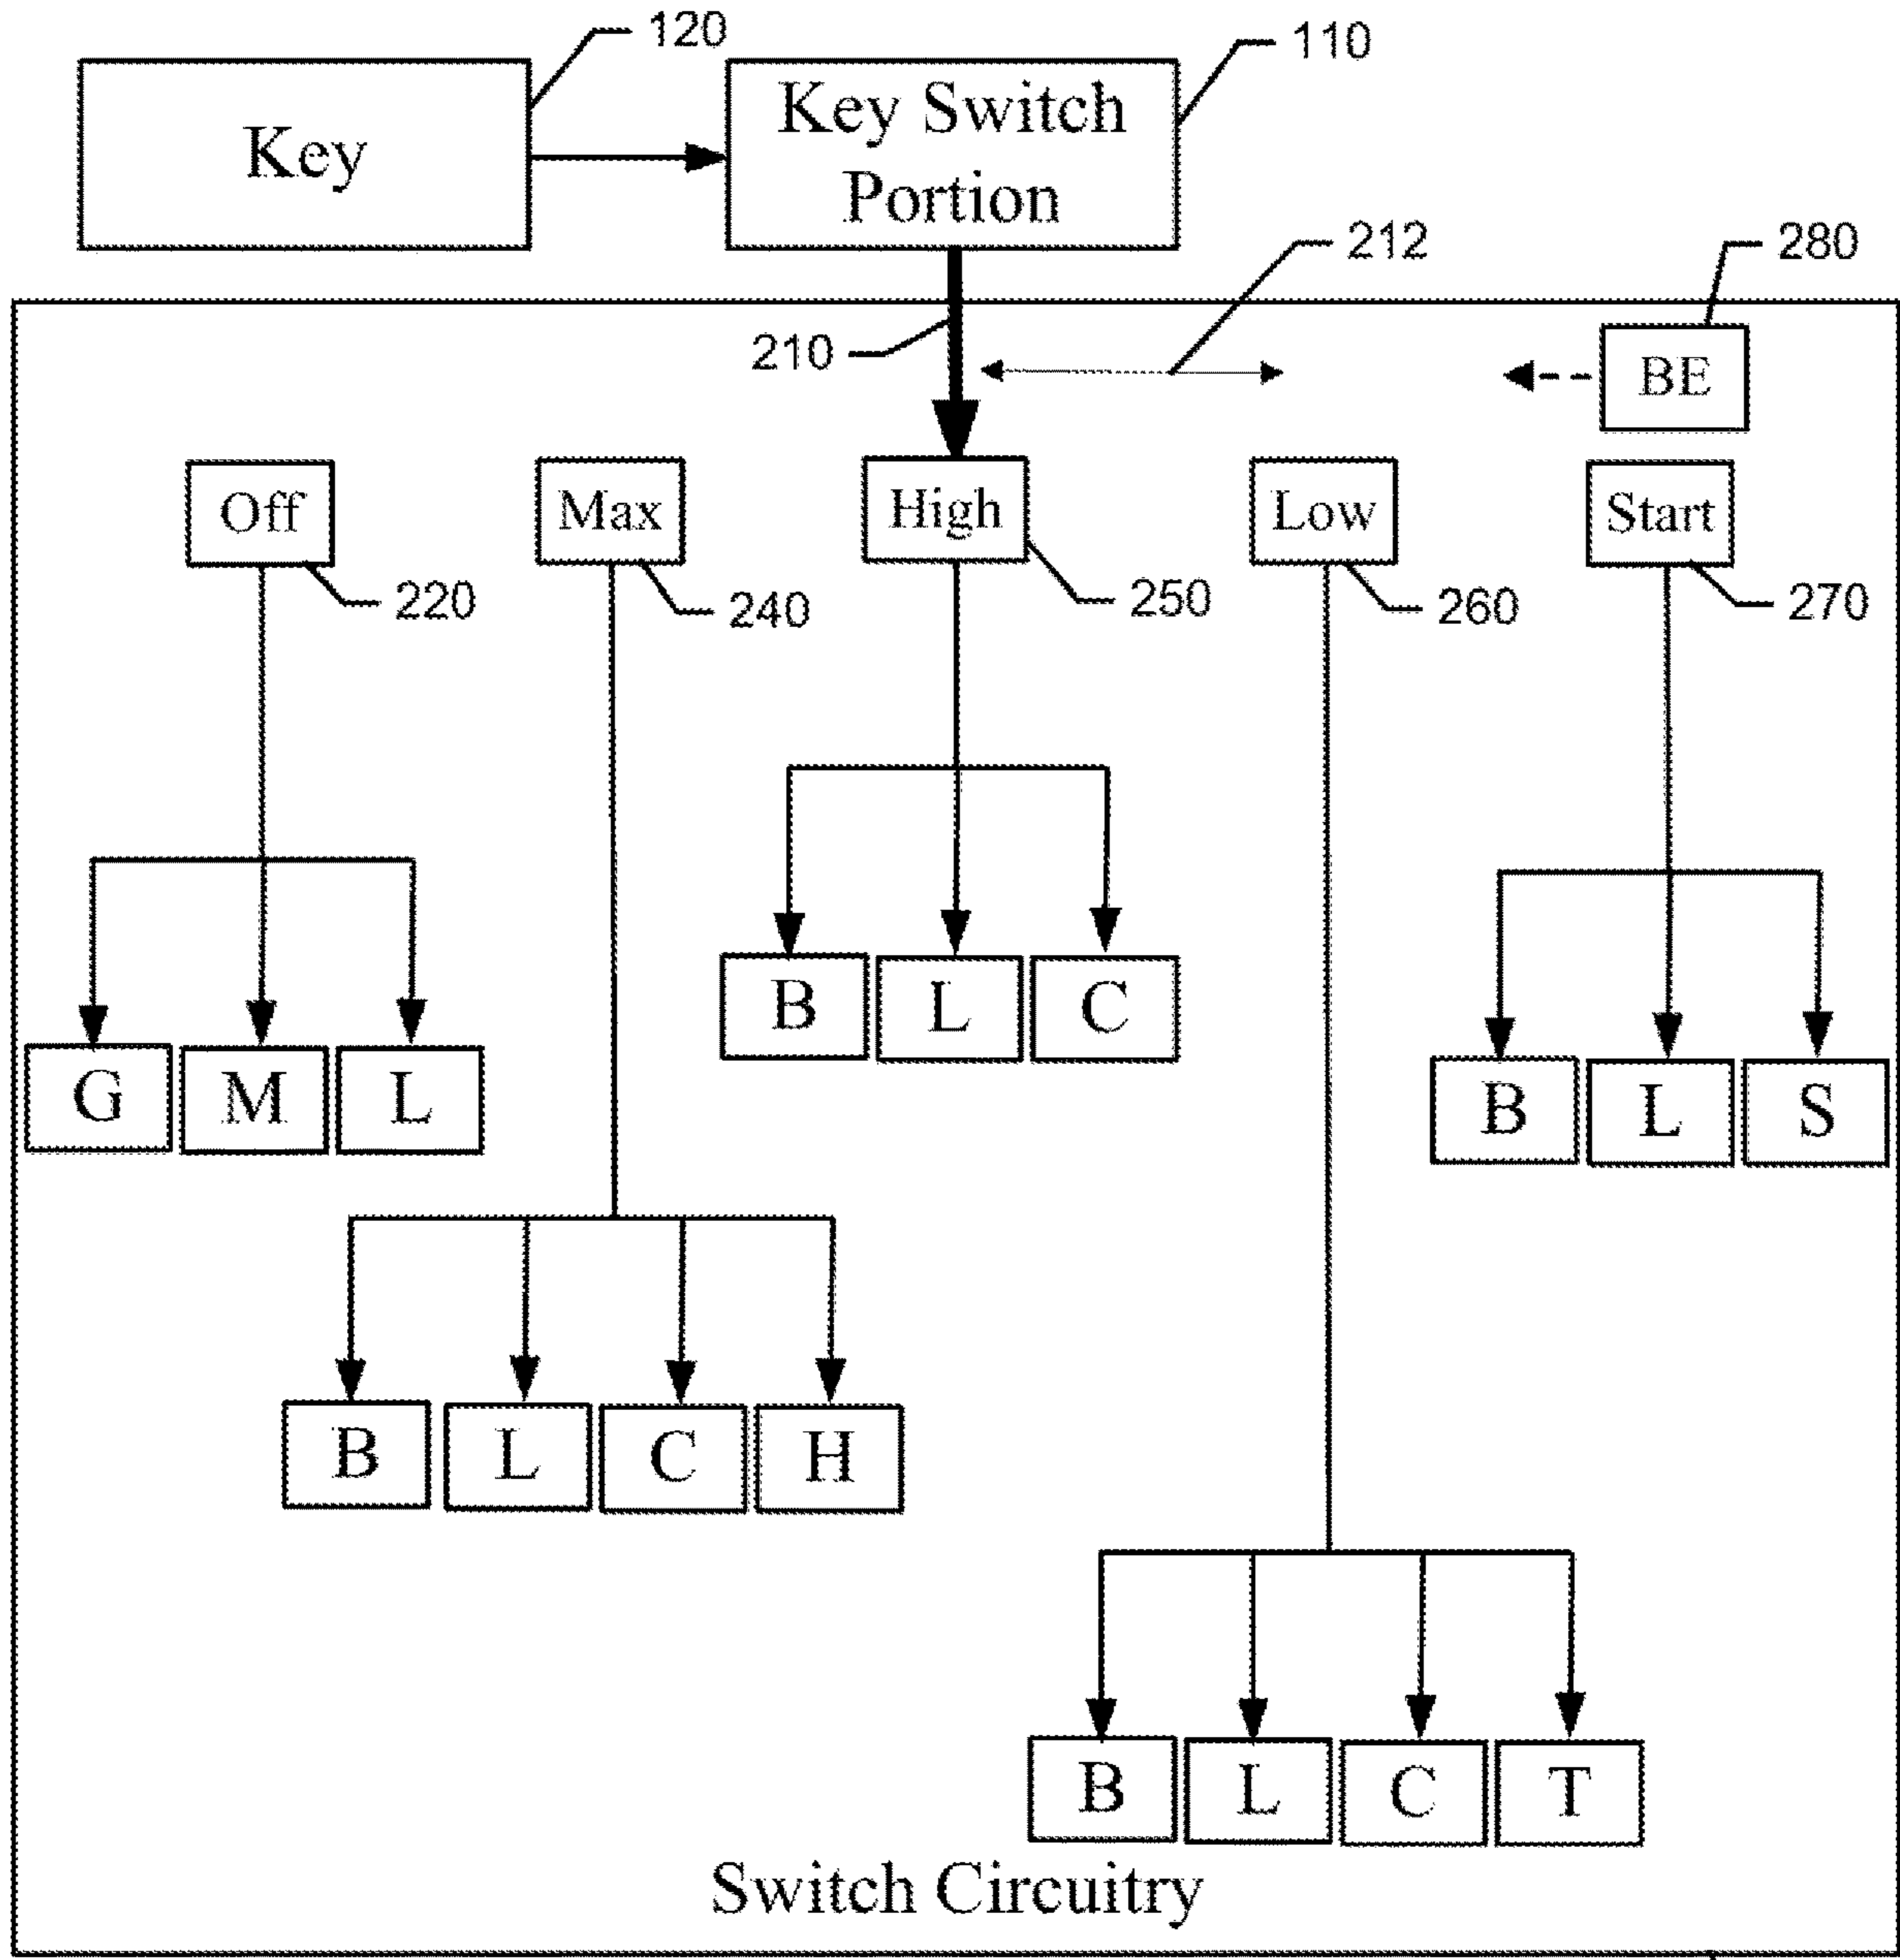 120
110
Key
Key Switch
Portion
212
280
210
BE
Off
Max
High
Low
Start
220
240
250
260
270
B
L
C
G
M
L
B
L
S
B
L
C
H
B
L
C
T
Switch Circuitry